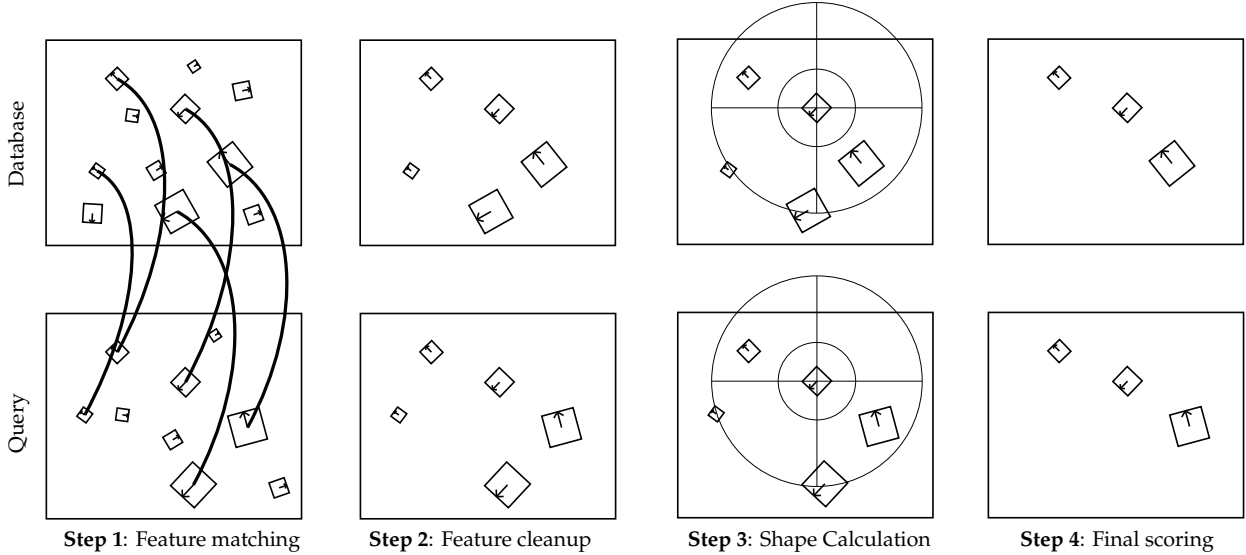 Database
Query
Step 1: Feature matching
Step 2: Feature cleanup
Step 3: Shape Calculation
Step 4: Final scoring